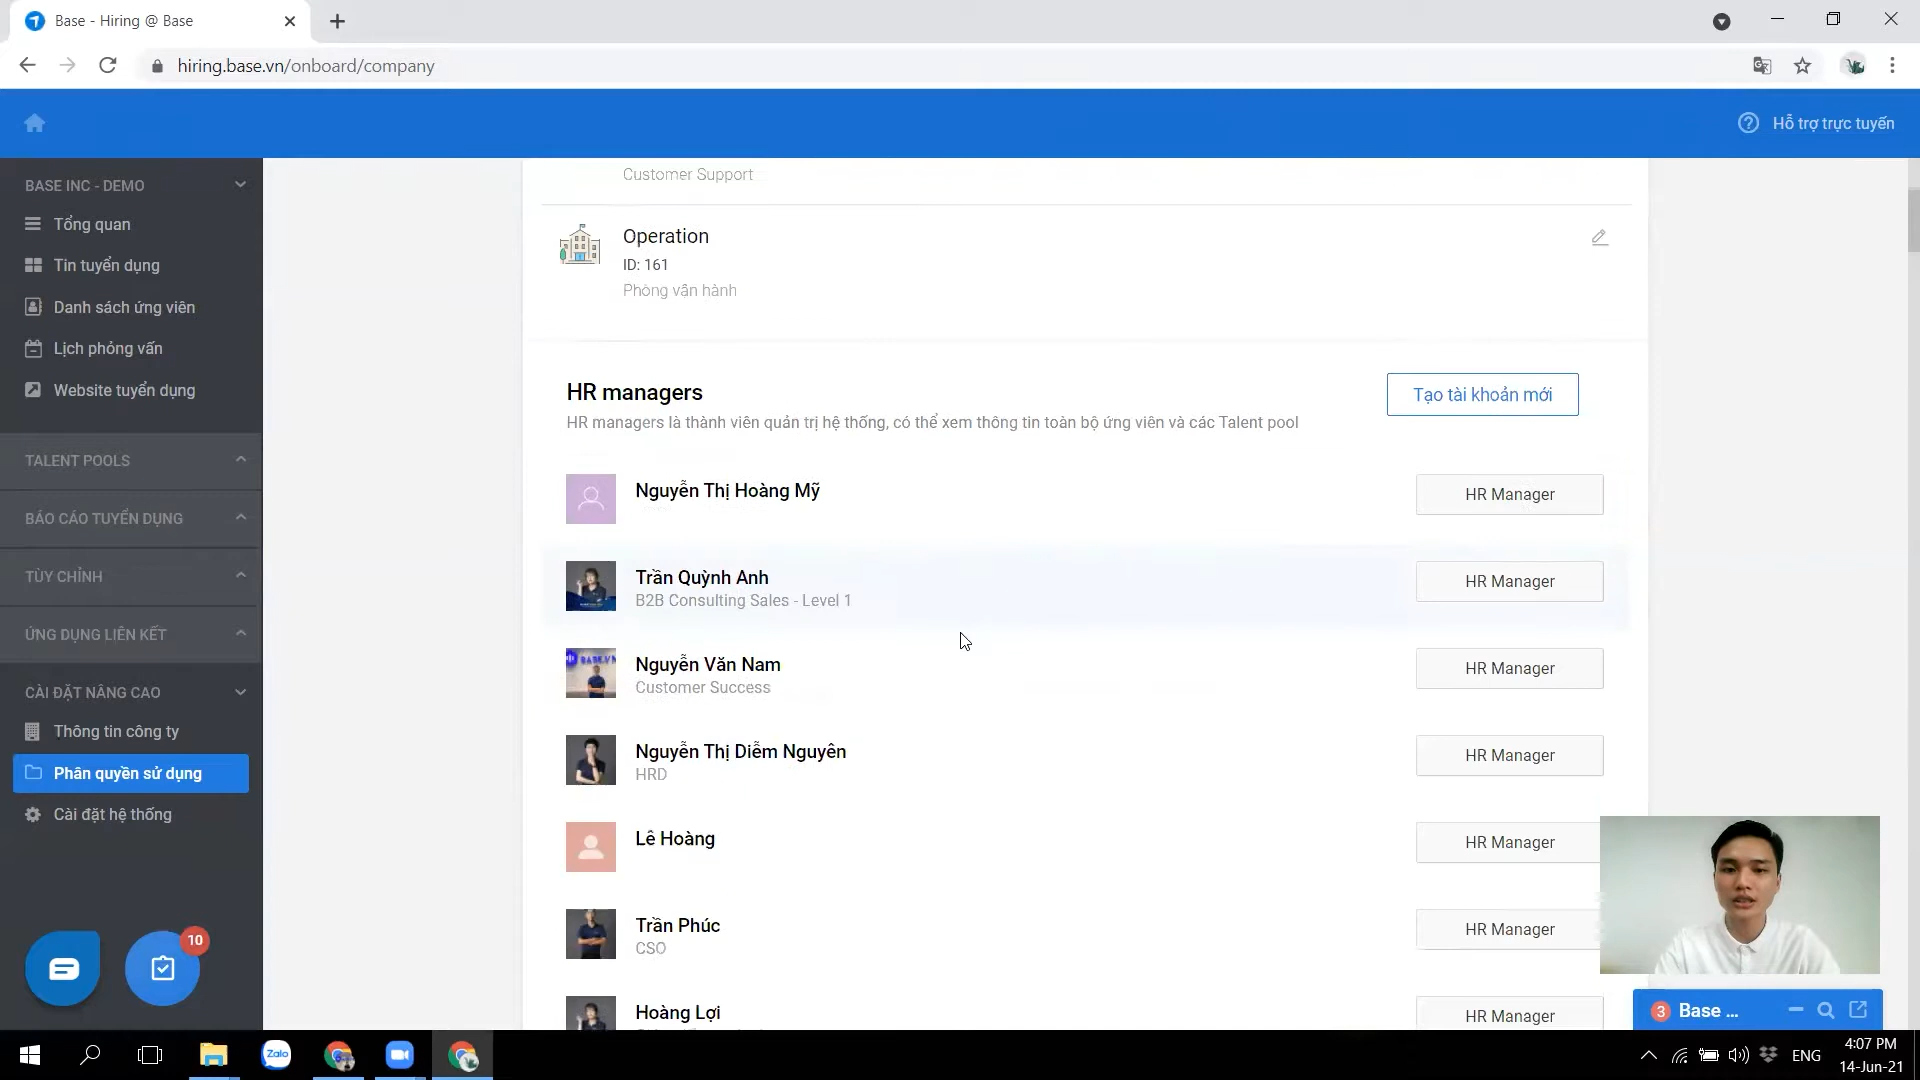 Base - Hiring @ Base
hiring.base.vn/onboard/company
Hỗ trợ trực tuyến
BASE INC - DEMO
Tổng quan
Tin tuyển dụng
Danh sách ứng viên
Lịch phỏng vấn
Website tuyển dụng
TALENT POOLS
BÁO CÁO TUYỂN DỤNG
TÙY CHỈNH
ỨNG DỤNG LIÊN KẾT
CÀI ĐẶT NÂNG CAO
Thông tin công ty
Phân quyền sử dụng
Cài đặt hệ thống
10
Customer Support
Operation
ID: 161
Phòng vân hành
HR managers
Tạo tài khoản mới
HR managers là thành viên quản trị hệ thống, có thể xem thông tin toàn bộ ứng viên và các Talent pool
Nguyễn Thị Hoàng Mỹ
HR Manager
Trần Quỳnh Anh
B2B Consulting Sales - Level 1
HR Manager
Nguyễn Văn Nam
Customer Success
HR Manager
Nguyễn Thị Diễm Nguyên
HRD
HR Manager
Lê Hoàng
HR Manager
Trần Phúc
CSO
HR Manager
Hoàng Lợi
HR Manager
3 Base ...
Zalo
ENG
4:07 PM
14-Jun-21